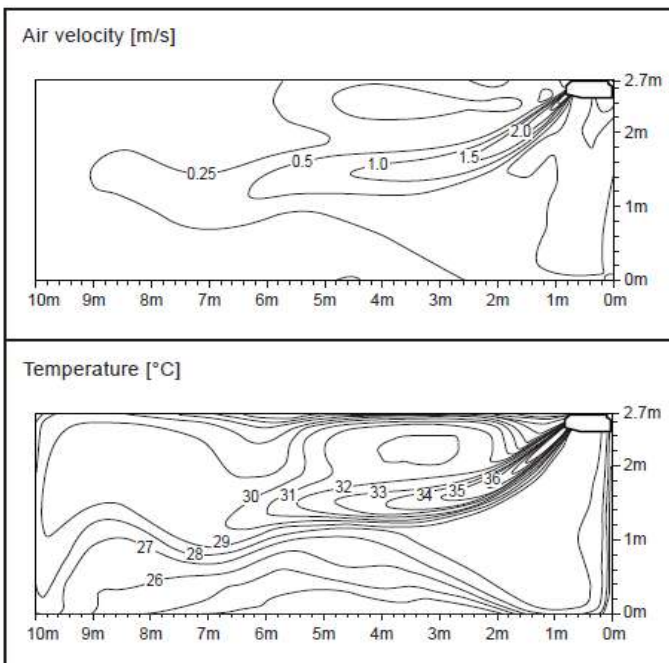 Air velocity [m/s]
2.7m
2.0
2m
1.5
0.5
1.0
0.25
1m
0m
10m 9m 8m 7m 6m 5m 4m 3m 2m 1m 0m
Temperature [°C]
2.7m
2m
36
35
34
33
32
31
30
29
1m
28
27
26
0m
10m 9m 8m 7m 6m 5m 4m 3m 2m 1m 0m